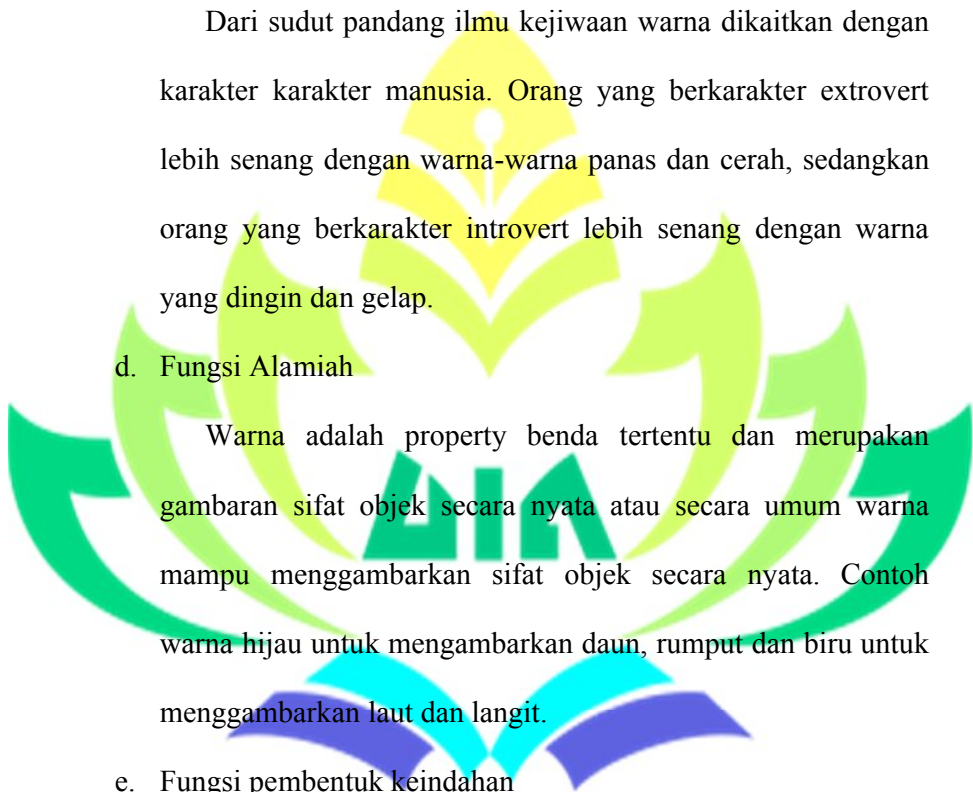 Dari sudut pandang ilmu kejiwaan warna dikaitkan dengan
karakter karakter manusia. Orang yang berkarakter extrovert
lebih senang dengan warna-warna panas dan cerah, sedangkan
orang yang berkarakter introvert lebih senang dengan warna
yang dingin dan gelap.
d. Fungsi Alamiah
Warna adalah property benda tertentu dan merupakan
gambaran sifat objek secara nyata atau secara umum warna
mampu menggambarkan sifat objek secara nyata. Contoh
warna hijau untuk mengambarkan daun, rumput dan biru untuk
menggambarkan laut dan langit.
e. Fungsi pembentuk keindahan